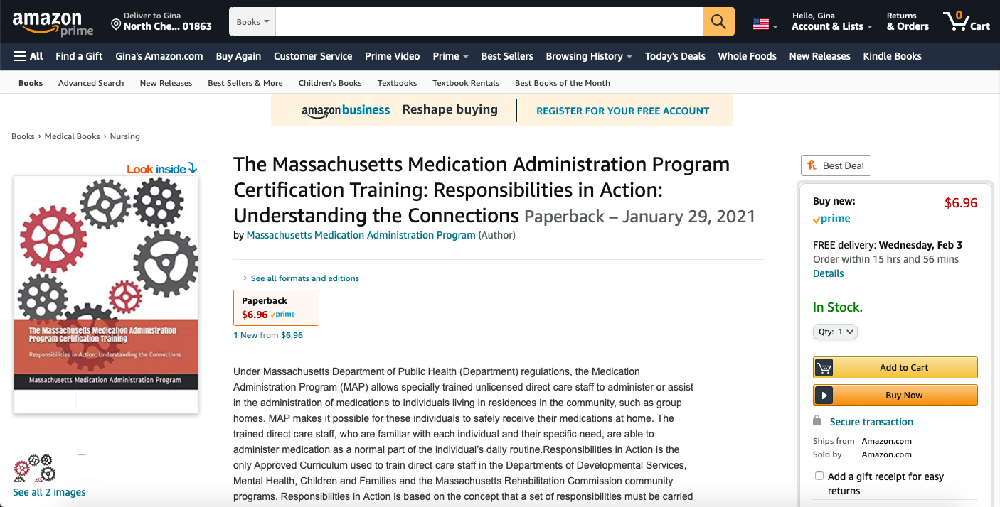 amazon prime
Deliver to Gina
North Che... 01863
Books
Hello, Gina
Account & Lists
Returns
& Orders
0
Cart
All Find a Gift Gina's Amazon.com Buy Again Customer Service Prime Video Prime Best Sellers Browsing History Today's Deals Whole Foods New Releases Kindle Books
Books Advanced Search New Releases Best Sellers & More Children's Books Textbooks Textbook Rentals Best Books of the Month
amazon business Reshape buying REGISTER FOR YOUR FREE ACCOUNT
Books › Medical Books › Nursing
Look inside
The Massachusetts Medication Administration
Program Certification Training
Responsibilities in Action: Understanding the Connections
Massachusetts Medication Administration Program
See all 2 images
The Massachusetts Medication Administration Program
Certification Training: Responsibilities in Action:
Understanding the Connections Paperback – January 29, 2021
by Massachusetts Medication Administration Program (Author)
› See all formats and editions
Paperback
$6.96 prime
1 New from $6.96
Under Massachusetts Department of Public Health (Department) regulations, the Medication
Administration Program (MAP) allows specially trained unlicensed direct care staff to administer or assist
in the administration of medications to individuals living in residences in the community, such as group
homes. MAP makes it possible for these individuals to safely receive their medications at home. The
trained direct care staff, who are familiar with each individual and their specific need, are able to
administer medication as a normal part of the individual's daily routine.Responsibilities in Action is the
only Approved Curriculum used to train direct care staff in the Departments of Developmental Services,
Mental Health, Children and Families and the Massachusetts Rehabilitation Commission community
programs. Responsibilities in Action is based on the concept that a set of responsibilities must be carried
Best Deal
Buy new: $6.96
prime
FREE delivery: Wednesday, Feb 3
Order within 15 hrs and 56 mins
Details
In Stock.
Qty: 1
Add to Cart
Buy Now
Secure transaction
Ships from Amazon.com
Sold by Amazon.com
Add a gift receipt for easy
returns